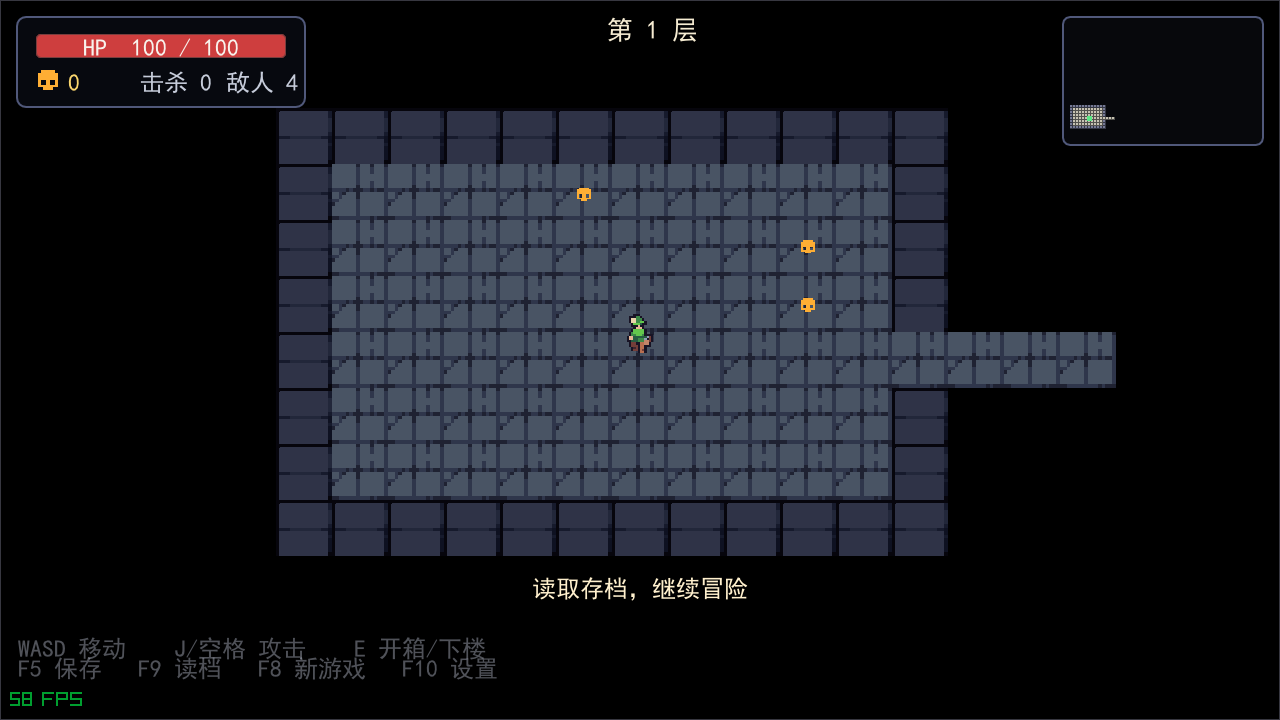 第 1 层
HP 100 / 100
0 击杀 0 敌人 4
读取存档，继续冒险
WASD 移动 J/空格 攻击 E 开箱/下楼
F5 保存 F9 读档 F8 新游戏 F10 设置
58 FPS